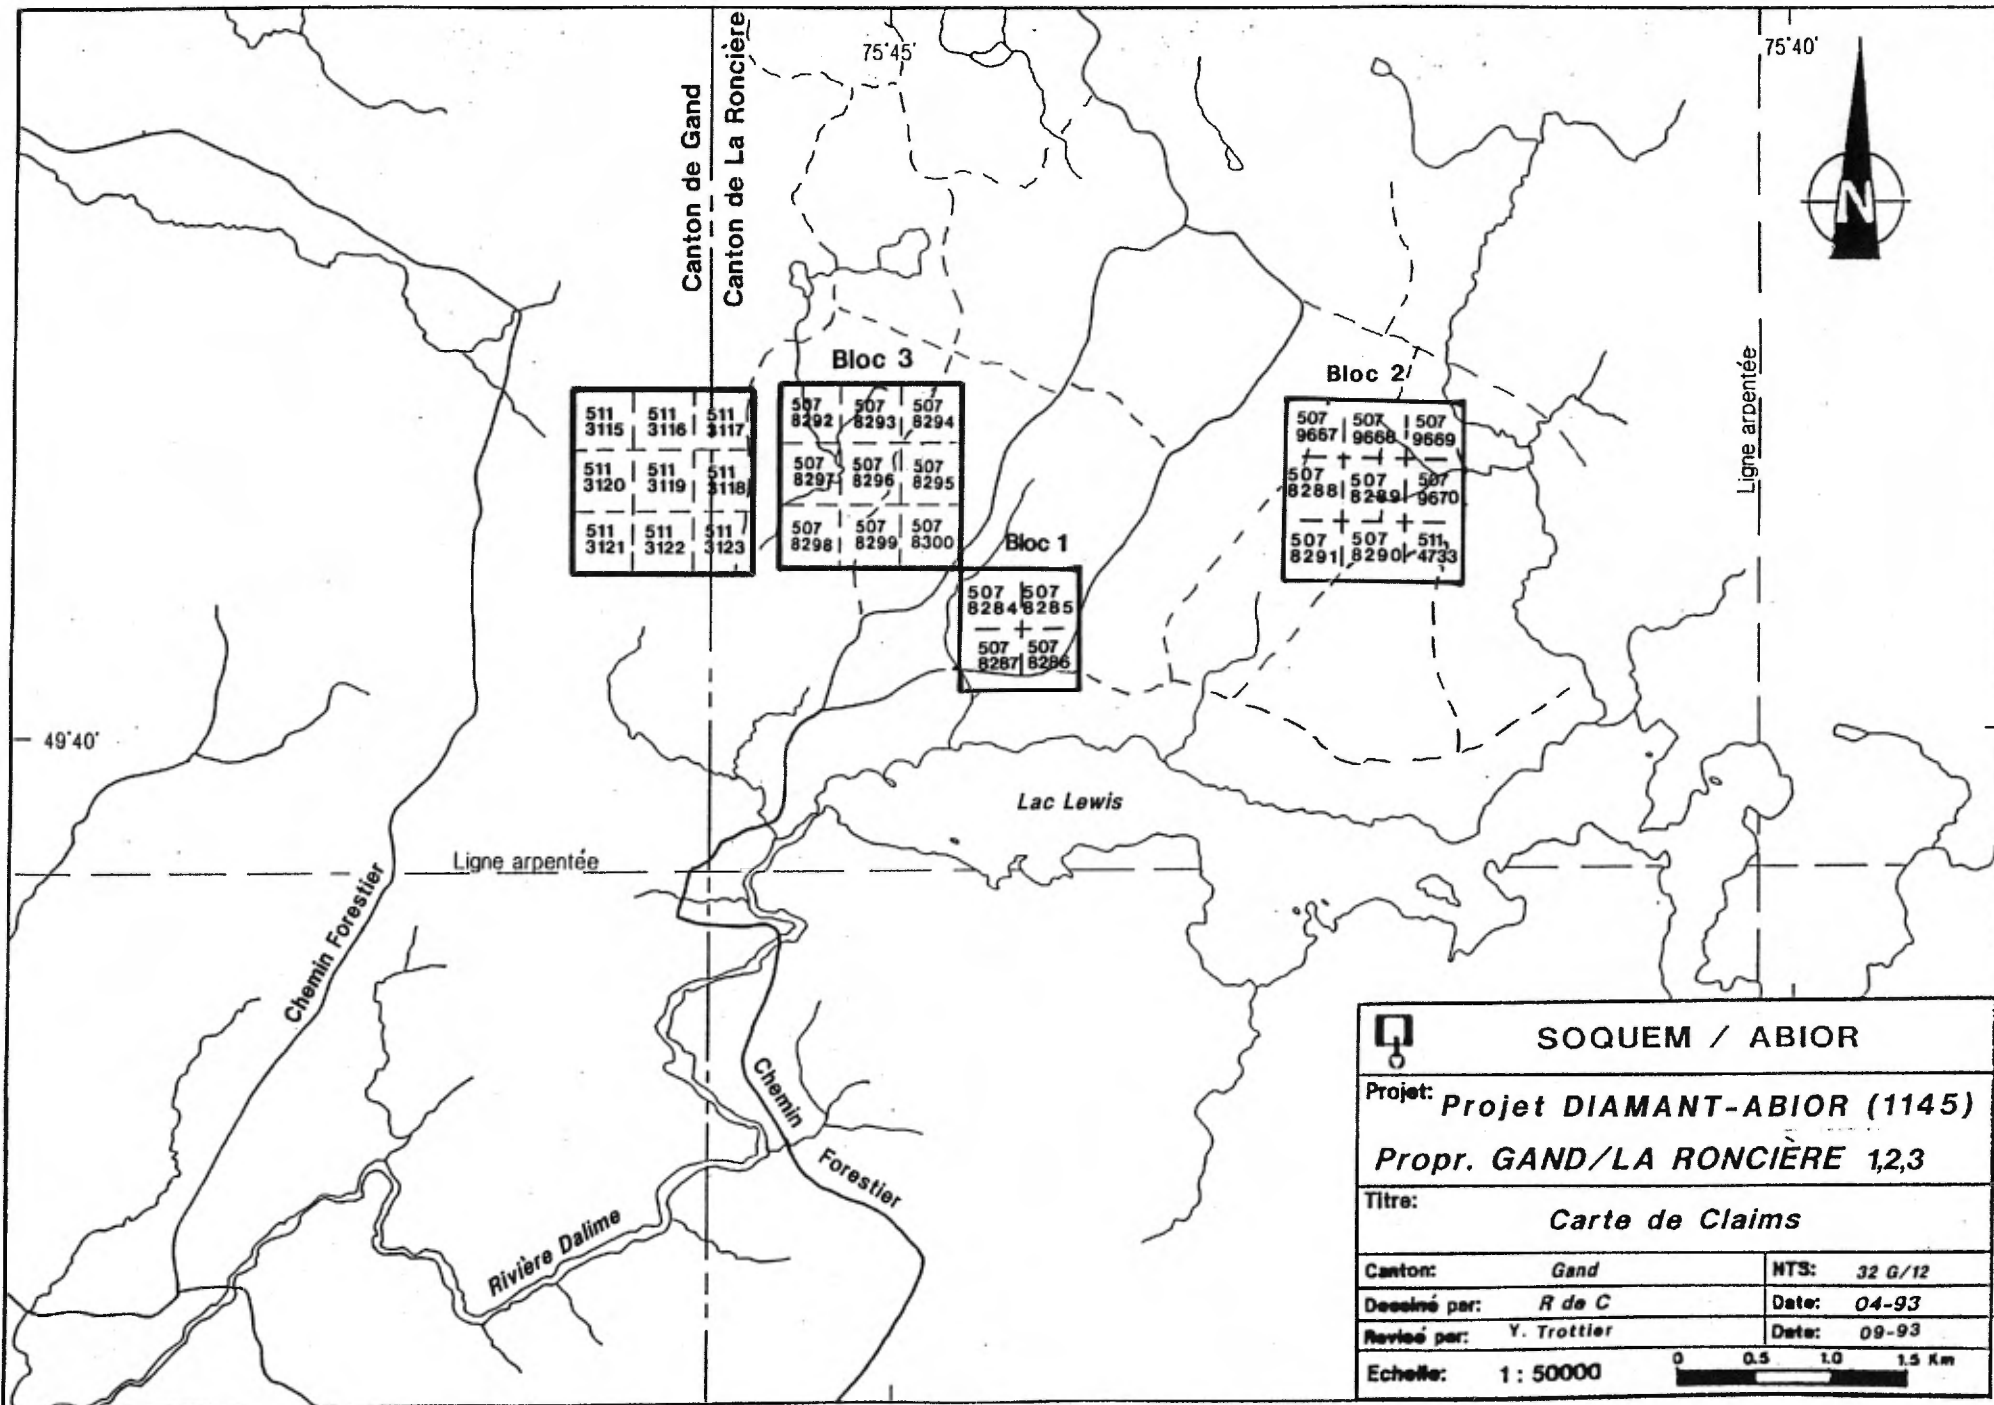 75°45'
75°40'
Canton de Gand
Canton de La Roncière
N
Bloc 3
Bloc 2
Ligne arpentée
511 511 511
3115 3116 3117
511 511 511
3120 3119 3118
511 511 511
3121 3122 3123
507 507 507
8292 8293 8294
507 507 507
8297 8296 8295
507 507 507
8298 8299 8300
507 507 507
9667 9668 9669
507 507 507
8288 8289 9670
507 507 511
8291 8290 4733
Bloc 1
507 507
8284 8285
507 507
8287 8286
49°40'
Lac Lewis
Ligne arpentée
Chemin Forestier
Chemin
Forestier
Rivière Dalime
SOQUEM / ABIOR
Projet: Projet DIAMANT-ABIOR (1145)
Propr. GAND/LA RONCIÈRE 1,2,3
Titre:
Carte de Claims
Canton: Gand NTS: 32 G/12
Dessiné par: R de C Date: 04-93
Revisé par: Y. Trottier Date: 09-93
Echelle: 1 : 50000 0 0.5 1.0 1.5 Km